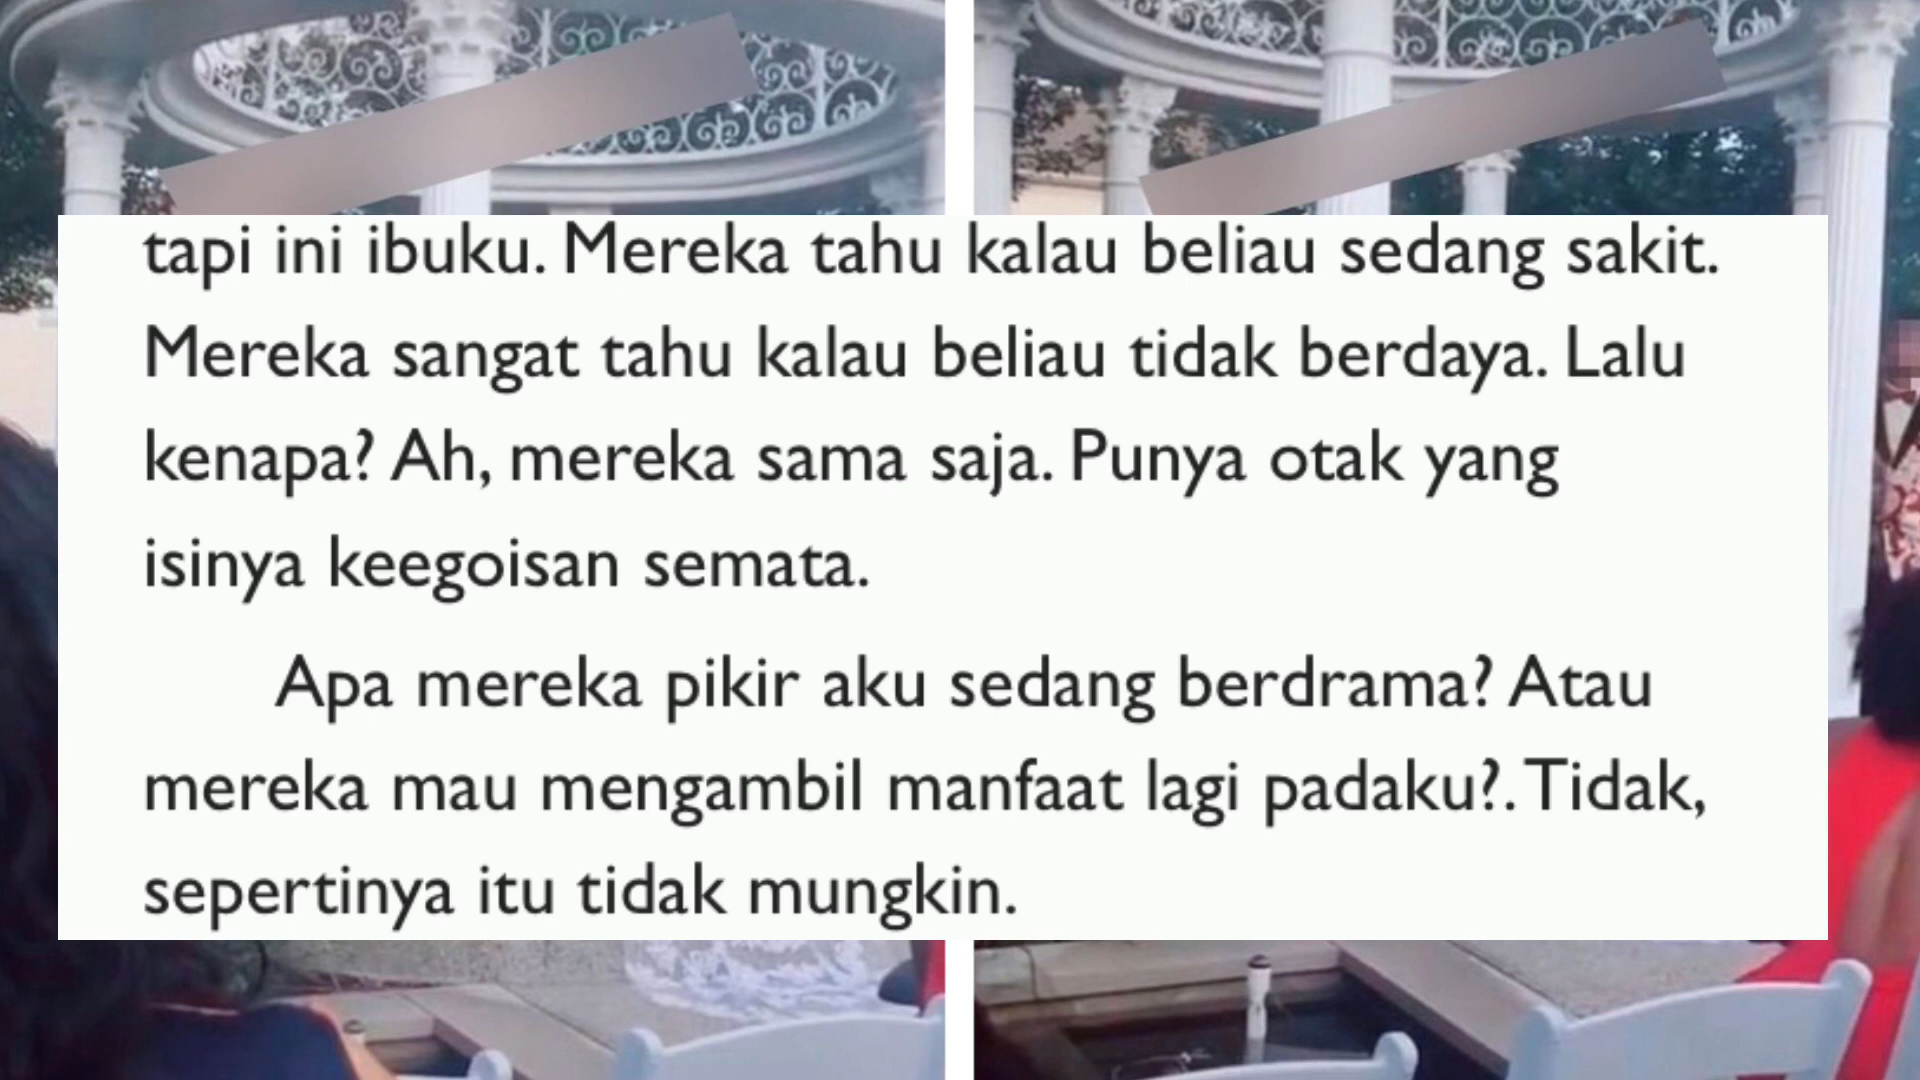 tapi ini ibuku. Mereka tahu kalau beliau sedang sakit.
Mereka sangat tahu kalau beliau tidak berdaya. Lalu
kenapa? Ah, mereka sama saja. Punya otak yang
isinya keegoisan semata.
Apa mereka pikir aku sedang berdrama? Atau
mereka mau mengambil manfaat lagi padaku?. Tidak,
sepertinya itu tidak mungkin.